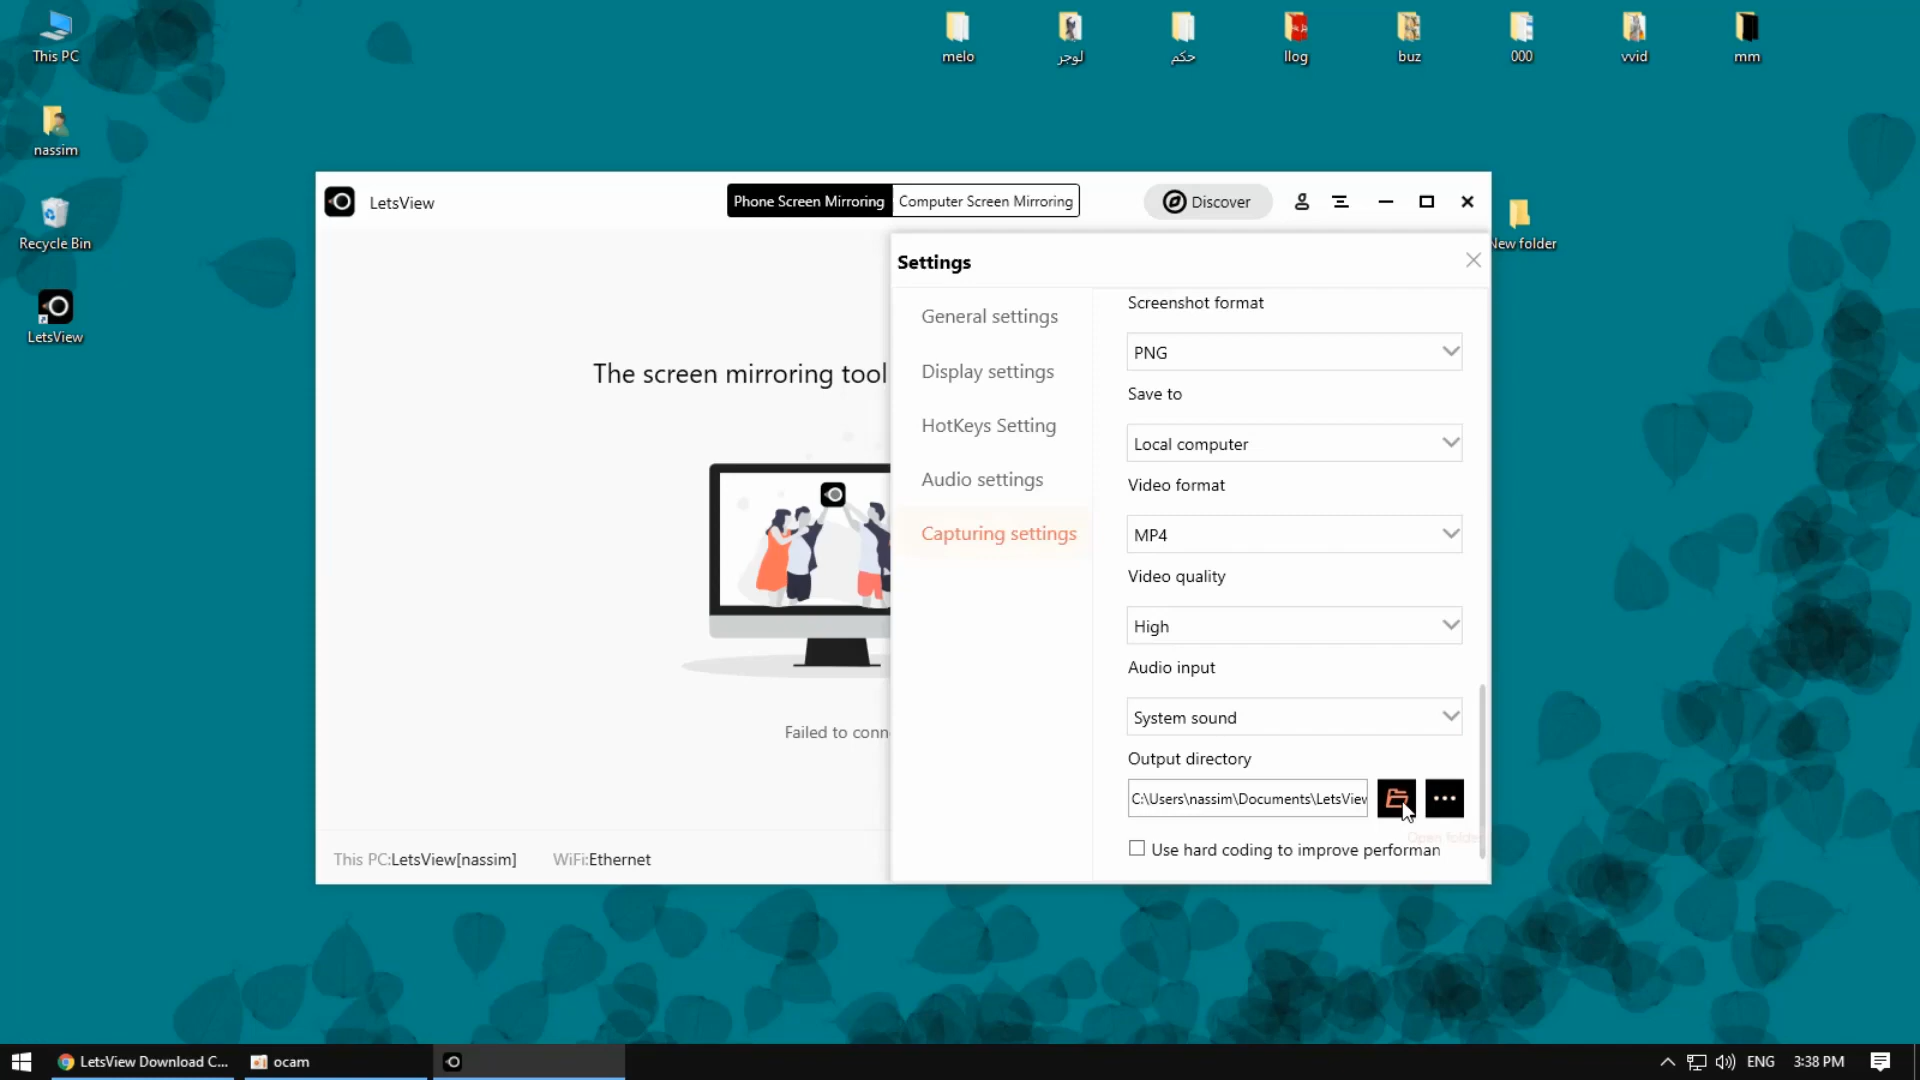 This PC
melo
لوجر
حكم
llog
buz
000
vvid
mm
nassim
Recycle Bin
LetsView
New folder
LetsView
Phone Screen Mirroring
Computer Screen Mirroring
Discover
The screen mirroring tool
Failed to conn
This PC:LetsView[nassim]
WiFi:Ethernet
Settings
General settings
Display settings
HotKeys Setting
Audio settings
Capturing settings
Screenshot format
PNG
Save to
Local computer
Video format
MP4
Video quality
High
Audio input
System sound
Output directory
C:\Users\nassim\Documents\LetsView
Open folder
Use hard coding to improve performan
LetsView Download C...
ocam
ENG
3:38 PM